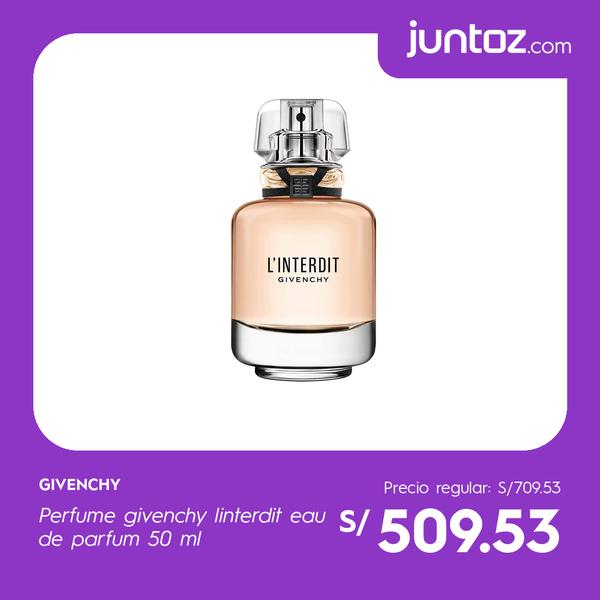 juntoz.com
L'INTERDIT
GIVENCHY
GIVENCHY
Perfume givenchy linterdit eau
de parfum 50 ml
Precio regular: S/709.53
S/ 509.53